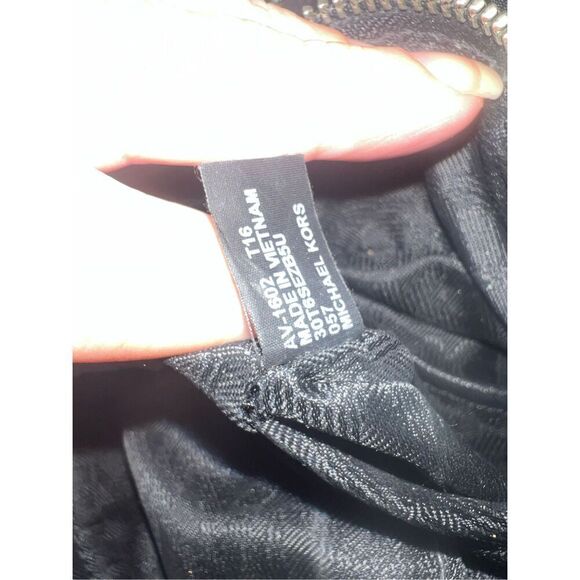 AV-1602 T16
MADE IN VIETNAM
30T6SEZB5U
057
MICHAEL KORS